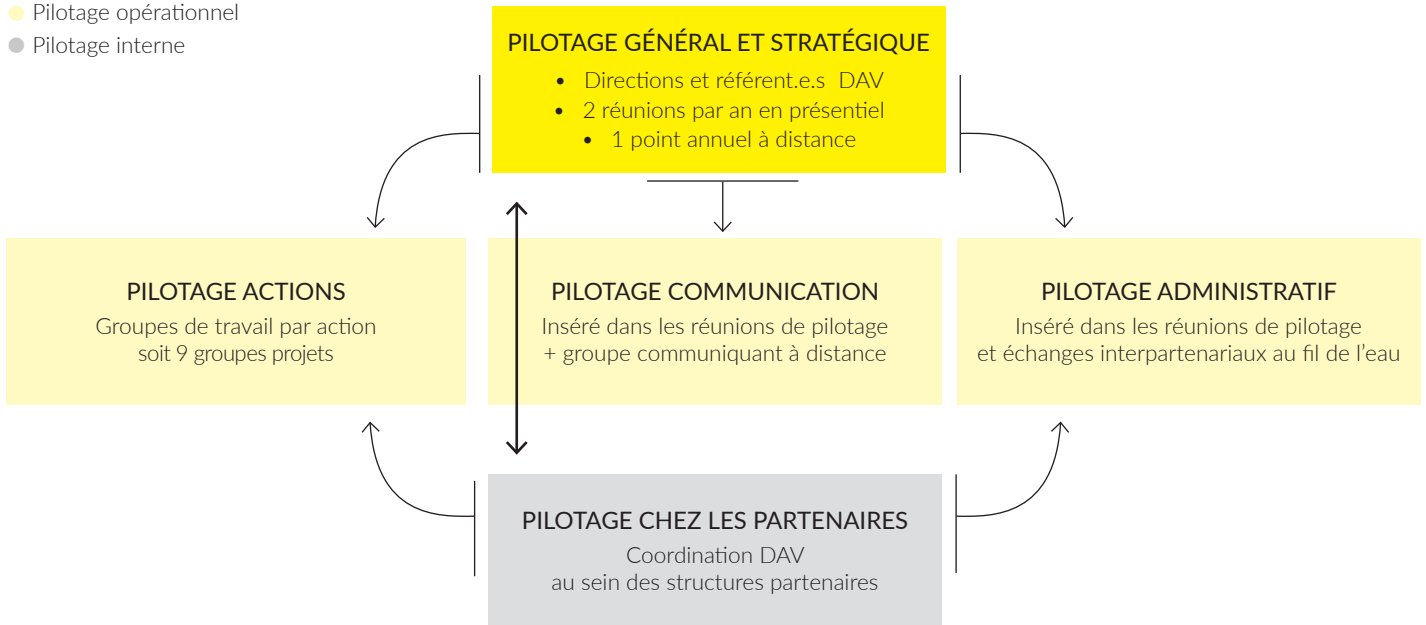 Pilotage opérationnel
Pilotage interne
PILOTAGE GÉNÉRAL ET STRATÉGIQUE
• Directions et référent.e.s DAV
• 2 réunions par an en présentiel
• 1 point annuel à distance
PILOTAGE ACTIONS
Groupes de travail par action
soit 9 groupes projets
PILOTAGE COMMUNICATION
Inséré dans les réunions de pilotage
+ groupe communiquant à distance
PILOTAGE ADMINISTRATIF
Inséré dans les réunions de pilotage
et échanges interpartenariaux au fil de l’eau
PILOTAGE CHEZ LES PARTENAIRES
Coordination DAV
au sein des structures partenaires